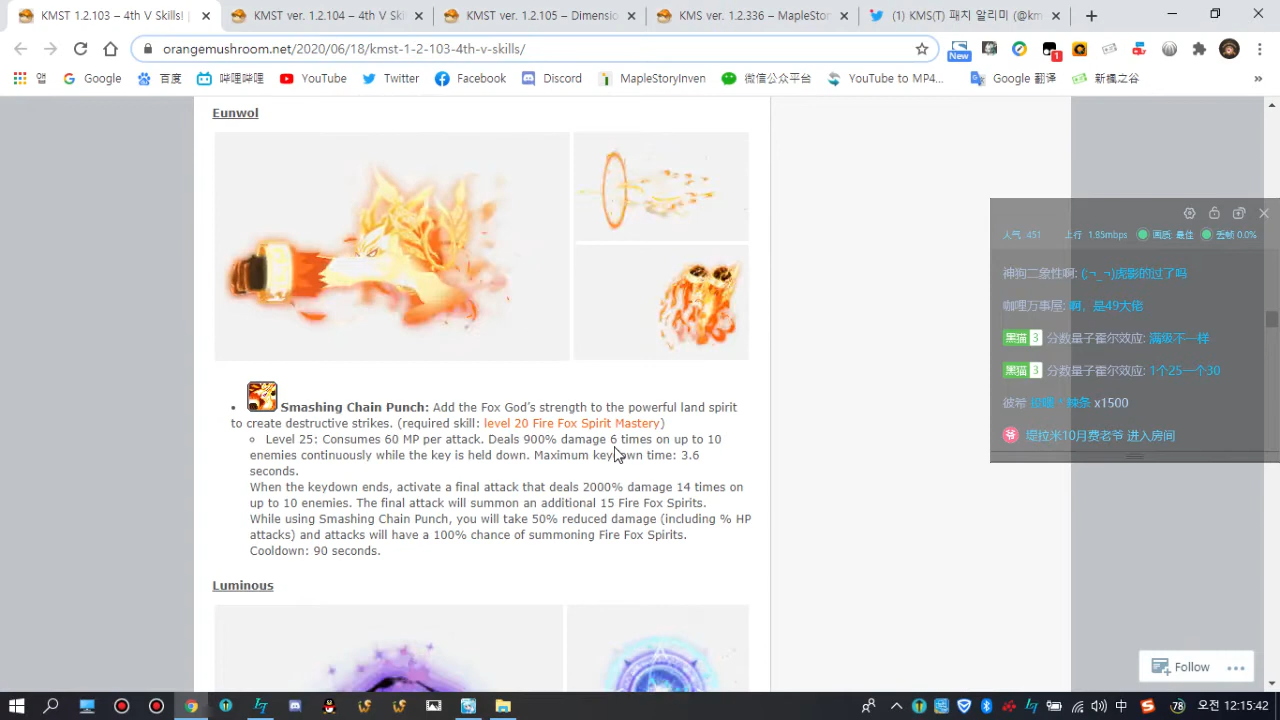 KMST 1.2.103 – 4th V Skills! |
KMST ver. 1.2.104 – 4th V Ski
KMST ver. 1.2.105 – Dimensio
KMS ver. 1.2.336 – MapleStor
(1) KMS(T) 패치 알리미 (@km
orangemushroom.net/2020/06/18/kmst-1-2-103-4th-v-skills/
New
1
앱
Google
百度
哔哩哔哩
YouTube
Twitter
Facebook
Discord
MapleStoryInven
微信公众平台
YouTube to MP4...
Google 翻译
新楓之谷
»
Eunwol
Smashing Chain Punch: Add the Fox God's strength to the powerful land spirit
to create destructive strikes. (required skill: level 20 Fire Fox Spirit Mastery)
Level 25: Consumes 60 MP per attack. Deals 900% damage 6 times on up to 10
enemies continuously while the key is held down. Maximum keydown time: 3.6
seconds.
When the keydown ends, activate a final attack that deals 2000% damage 14 times on
up to 10 enemies. The final attack will summon an additional 15 Fire Fox Spirits.
While using Smashing Chain Punch, you will take 50% reduced damage (including % HP
attacks) and attacks will have a 100% chance of summoning Fire Fox Spirits.
Cooldown: 90 seconds.
Luminous
人气 451 上行 1.85mbps 画质: 最佳 丢帧 0.0%
神狗二象性啊: (;¬_¬)虎影的过了吗
咖哩万事屋: 啊，是49大佬
黑猫 3 分数量子霍尔效应: 满级不一样
黑猫 3 分数量子霍尔效应: 1个25一个30
彼希 辣条 x1500
爷 堤拉米10月费老爷 进入房间
Follow
中
78
오전 12:15:42